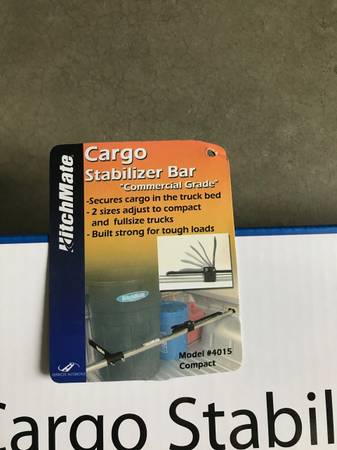 HitchMate
Cargo
Stabilizer Bar
"Commercial Grade"
-Secures cargo in the truck bed
- 2 sizes adjust to compact
and fullsize trucks
- Built strong for tough loads
Model #4015
Compact
Cargo Stabil